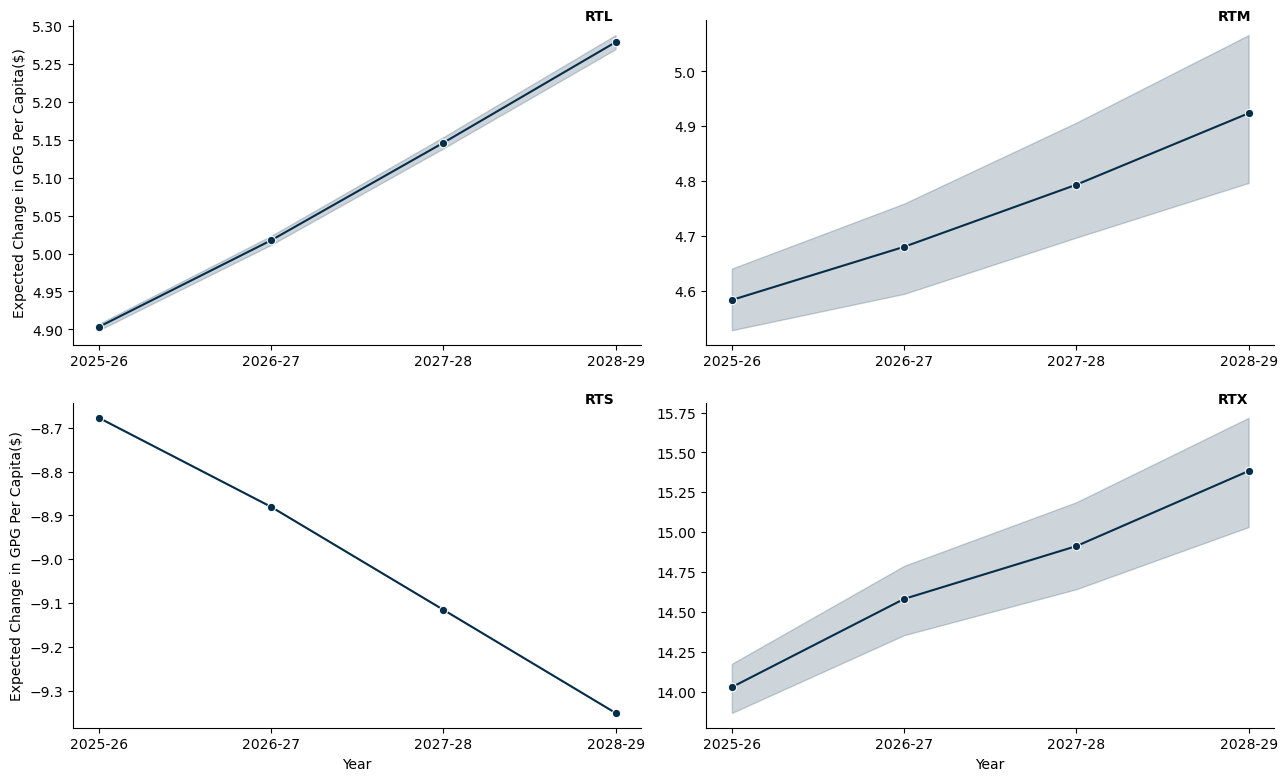 RTL
Expected Change in GPG Per Capita($)
5.30
5.25
5.20
5.15
5.10
5.05
5.00
4.95
4.90
2025-26 2026-27 2027-28 2028-29
RTM
5.0
4.9
4.8
4.7
4.6
2025-26 2026-27 2027-28 2028-29
RTS
Expected Change in GPG Per Capita($)
−8.7
−8.8
−8.9
−9.0
−9.1
−9.2
−9.3
2025-26 2026-27 2027-28 2028-29
Year
RTX
15.75
15.50
15.25
15.00
14.75
14.50
14.25
14.00
2025-26 2026-27 2027-28 2028-29
Year